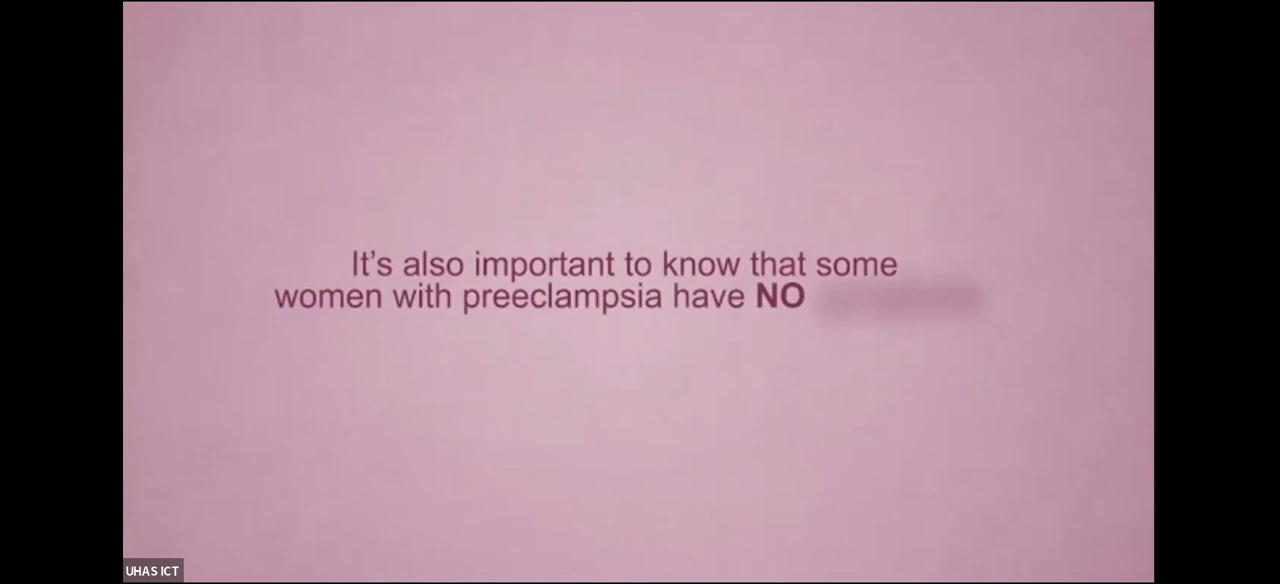 It’s also important to know that some
women with preeclampsia have NO
UHAS ICT